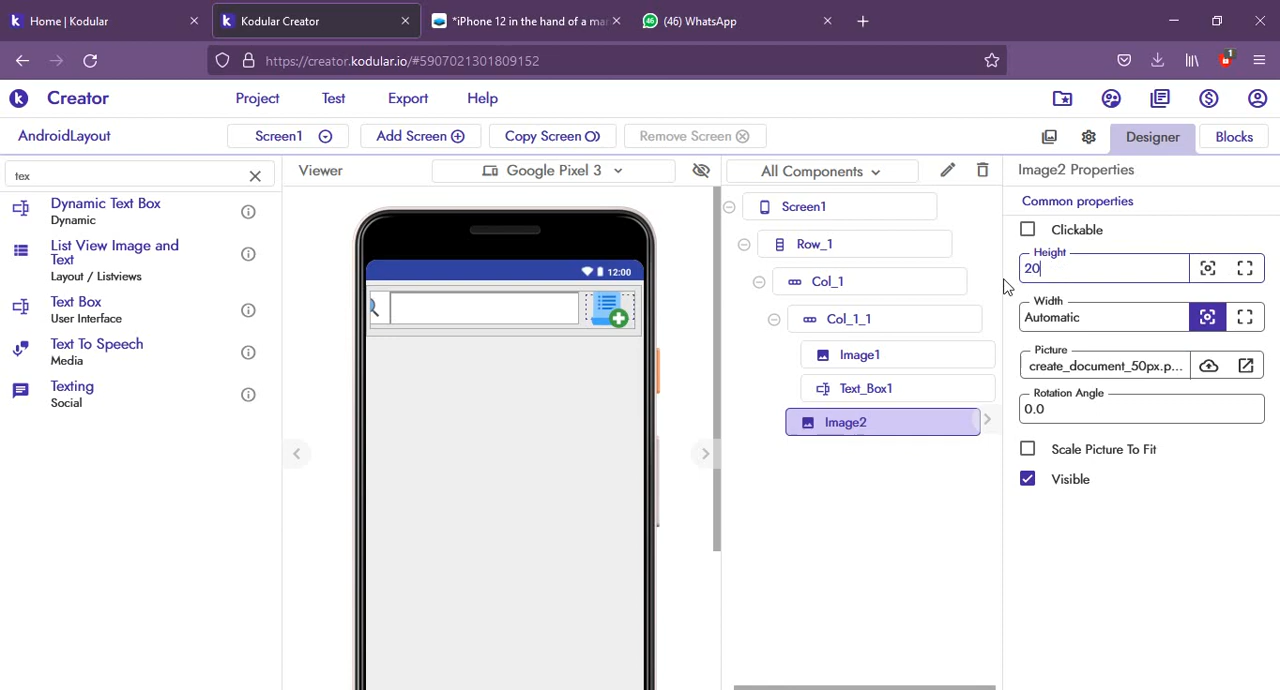 Home | Kodular
Kodular Creator
*iPhone 12 in the hand of a mar
46
(46) WhatsApp
https://creator.kodular.io/#5907021301809152
1
Creator
Project
Test
Export
Help
AndroidLayout
Screen1
Add Screen
Copy Screen
Remove Screen
Designer
Blocks
tex
Viewer
Google Pixel 3
All Components
Image2 Properties
Dynamic Text Box
Dynamic
List View Image and
Text
Layout / Listviews
Text Box
User Interface
Text To Speech
Media
Texting
Social
12:00
Screen1
Row_1
Col_1
Col_1_1
Image1
Text_Box1
Image2
Common properties
Clickable
Height
20
Width
Automatic
Picture
create_document_50px.p...
Rotation Angle
0.0
Scale Picture To Fit
Visible